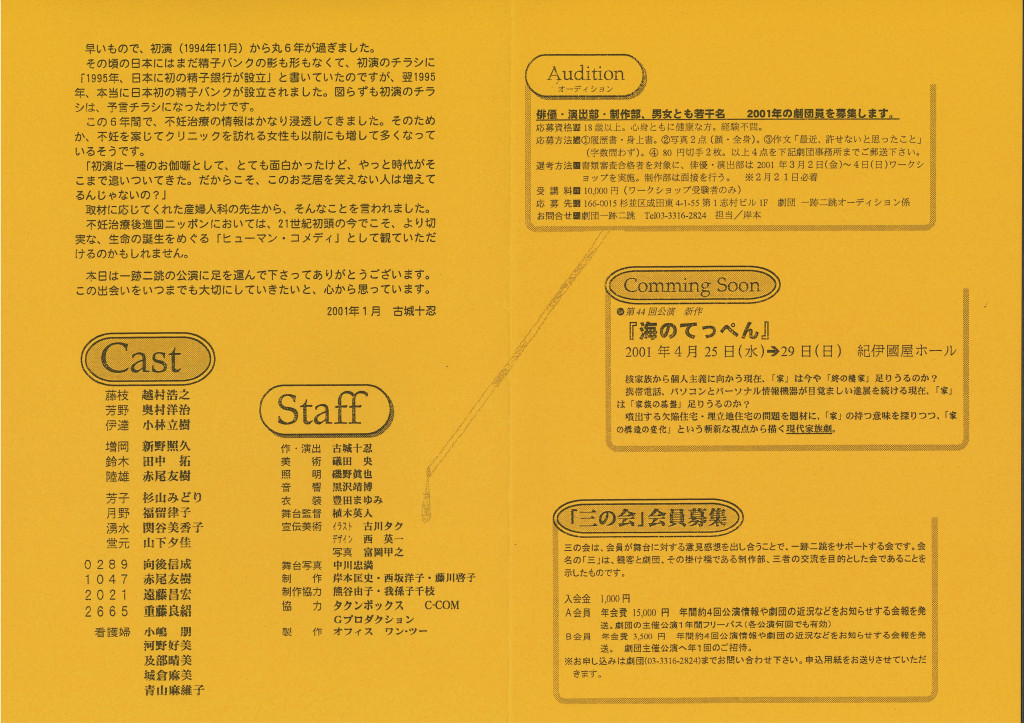 早いもので、初演（1994年11月）から丸６年が過ぎました。
その頃の日本にはまだ精子バンクの影も形もなくて、初演のチラシに
「1995年、日本に初の精子銀行が設立」と書いていたのですが、翌1995
年、本当に日本初の精子バンクが設立されました。図らずも初演のチラ
シは、予言チラシになったわけです。
この６年間で、不妊治療の情報はかなり浸透してきました。そのため
か、不妊を案じてクリニックを訪れる女性も以前にも増して多くなって
いるそうです。
「初演は一種のお伽噺として、とても面白かったけど、やっと時代がそ
こまで追いついてきた。だからこそ、このお芝居を笑えない人は増えて
るんじゃないの？」
取材に応じてくれた産婦人科の先生から、そんなことを言われました。
不妊治療後進国ニッポンにおいては、21世紀初頭の今でこそ、より切
実な、生命の誕生をめぐる「ヒューマン・コメディ」として観ていただ
けるのかもしれません。
本日は一跡二跳の公演に足を運んで下さってありがとうございます。
この出会いをいつまでも大切にしていきたいと、心から思っています。
2001年１月　古城十忍
Cast
藤枝　越村浩之
芳野　奥村洋治
伊達　小林立樹
増岡　新野照久
鈴木　田中　拓
陸雄　赤尾友樹
芳子　杉山みどり
月野　福留律子
湧水　関谷美香子
堂元　山下夕佳
0289　向後信成
1047　赤尾友樹
2021　遠藤昌宏
2665　重藤良紹
看護婦　小嶋　朋
河野好美
及部晴美
城倉麻美
青山麻維子
Staff
作・演出　古城十忍
美　術　礒田　央
照　明　磯野眞也
音　響　黒沢靖博
衣　装　豊田まゆみ
舞台監督　植木英人
宣伝美術　イラスト　古川タク
デザイン　西　英一
写真　富岡甲之
舞台写真　中川忠満
制　作　岸本匡史・西坂洋子・藤川啓子
制作協力　熊谷由子・我孫子千枝
協　力　タクンボックス　C-COM
Gプロダクション
製　作　オフィス　ワン・ツー
Audition
オーディション
俳優・演出部・制作部、男女とも若干名　2001年の劇団員を募集します。
応募資格 18歳以上。心身ともに健康な方。経験不問。
応募方法 ①履歴書・身上書。②写真２点（顔・全身）。③作文「最近、許せないと思ったこと」
（字数問わず）。④ 80円切手２枚。以上４点を下記劇団事務所までご郵送下さい。
選考方法 書類審査合格者を対象に、俳優・演出部は 2001年３月２日(金)～４日(日)ワークシ
ョップを実施。制作部は面接を行う。　※２月２１日必着
受 講 料 10,000円（ワークショップ受験者のみ）
応 募 先 166-0015 杉並区成田東4-1-55 第１志村ビル1F　劇団 一跡二跳オーディション係
お問合せ 劇団一跡二跳　Tel03-3316-2824　担当／岸本
Comming Soon
第44回公演　新作
『海のてっぺん』
2001 年４月 25 日(水)➔29 日(日)　紀伊國屋ホール
核家族から個人主義に向かう現在、「家」は今や「終の棲家」足りうるのか？
携帯電話、パソコンとパーソナル情報機器が目覚ましい進展を続ける現在、「家」
は「家族の基盤」足りうるのか？
噴出する欠陥住宅・埋立地住宅の問題を題材に、「家」の持つ意味を探りつつ、「家
の構造の変化」という斬新な視点から描く現代家族劇。
「三の会」会員募集
三の会は、会員が舞台に対する意見感想を出し合うことで、一跡二跳をサポートする会です。会
名の「三」は、観客と劇団、その掛け橋である制作部、三者の交流を目的とした会であることを
示したものです。
入会金　1,000円
Ａ会員　年会費 15,000 円　年間約４回公演情報や劇団の近況などをお知らせする会報を発
送。劇団の主催公演１年間フリーパス（各公演何回でも有効）
Ｂ会員　年会費 3,500 円　年間約４回公演情報や劇団の近況などをお知らせする会報を発
送。　劇団主催公演へ年１回のご招待。
※お申し込みは劇団(03-3316-2824)までお問い合わせ下さい。申込用紙をお送りさせていただ
きます。